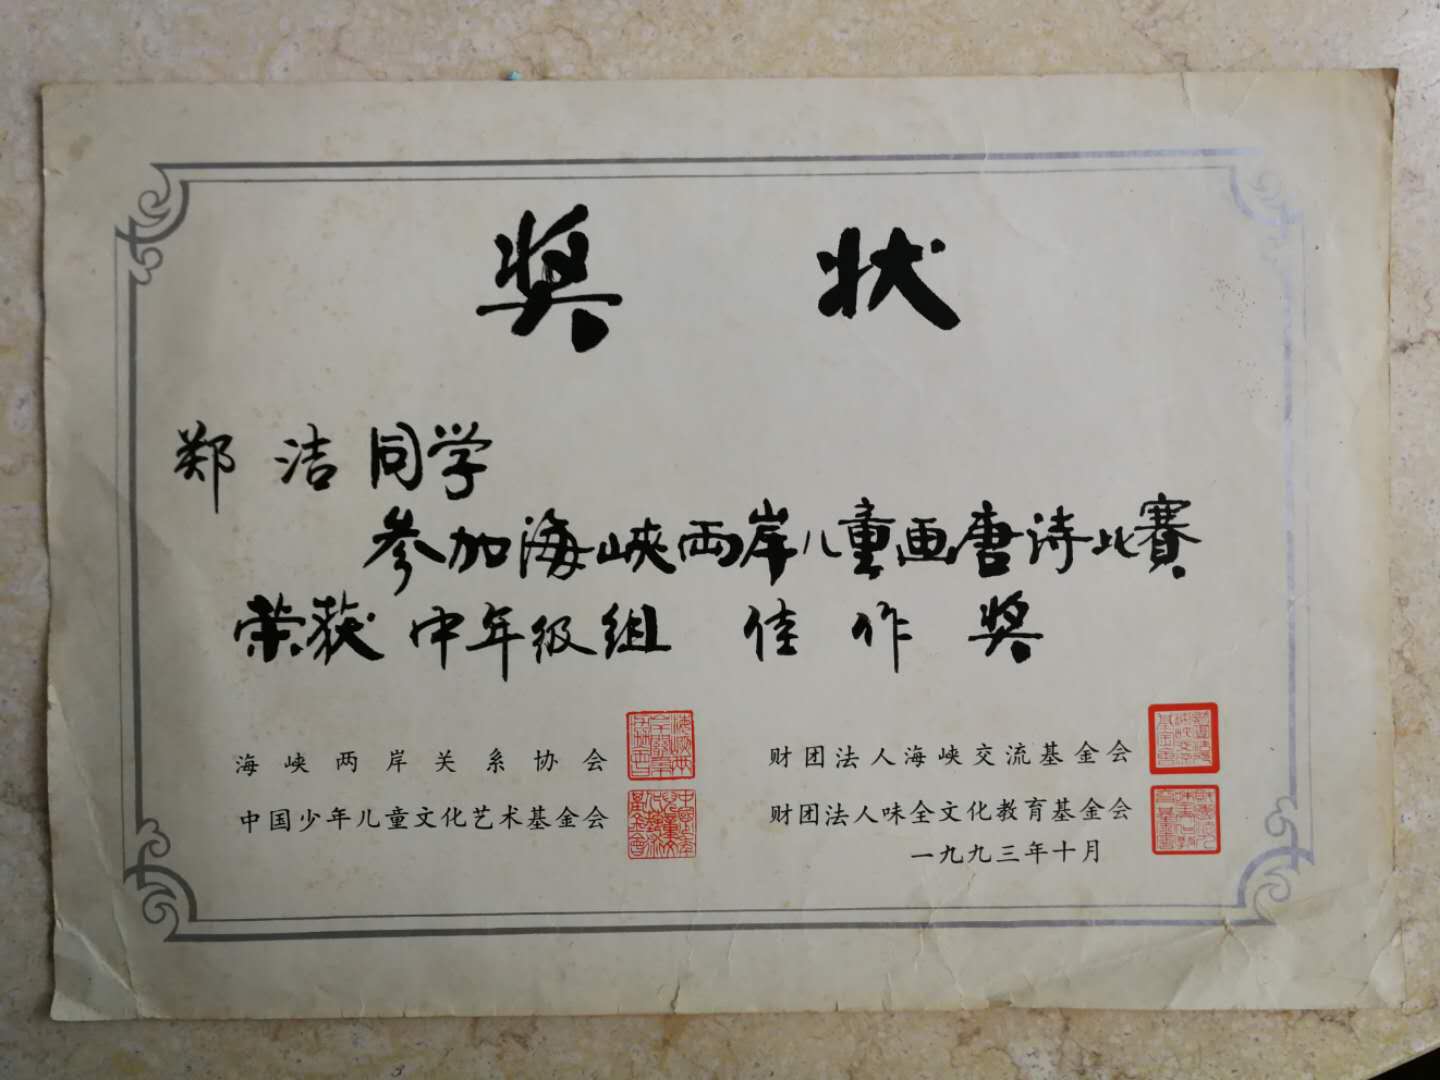 奖状
郑洁同学
参加海峡两岸儿童画唐诗比賽
荣获中年级组 佳作奖
海峡两岸关系协会
财团法人海峡交流基金会
中国少年儿童文化艺术基金会
财团法人味全文化教育基金会
一九九三年十月